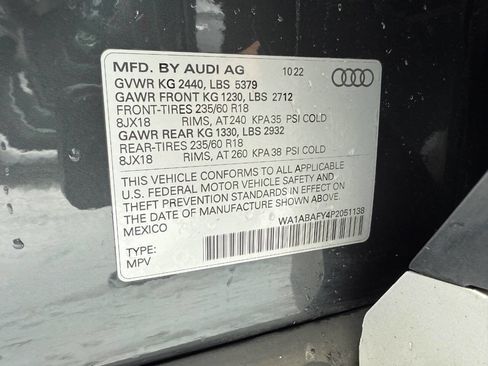 MFD. BY AUDI AG 10 22
GVWR KG 2440, LBS 5379
GAWR FRONT KG 1230, LBS 2712
FRONT-TIRES 235/60 R18
8JX18 RIMS, AT 240 KPA 35 PSI COLD
GAWR REAR KG 1330, LBS 2932
REAR-TIRES 235/60 R18
8JX18 RIMS, AT 260 KPA 38 PSI COLD
THIS VEHICLE CONFORMS TO ALL APPLICABLE
U.S. FEDERAL MOTOR VEHICLE SAFETY AND
THEFT PREVENTION STANDARDS IN EFFECT ON
THE DATE OF MANUFACTURE SHOWN ABOVE.
MEXICO WA1ABAFY4P2051138
TYPE:
MPV